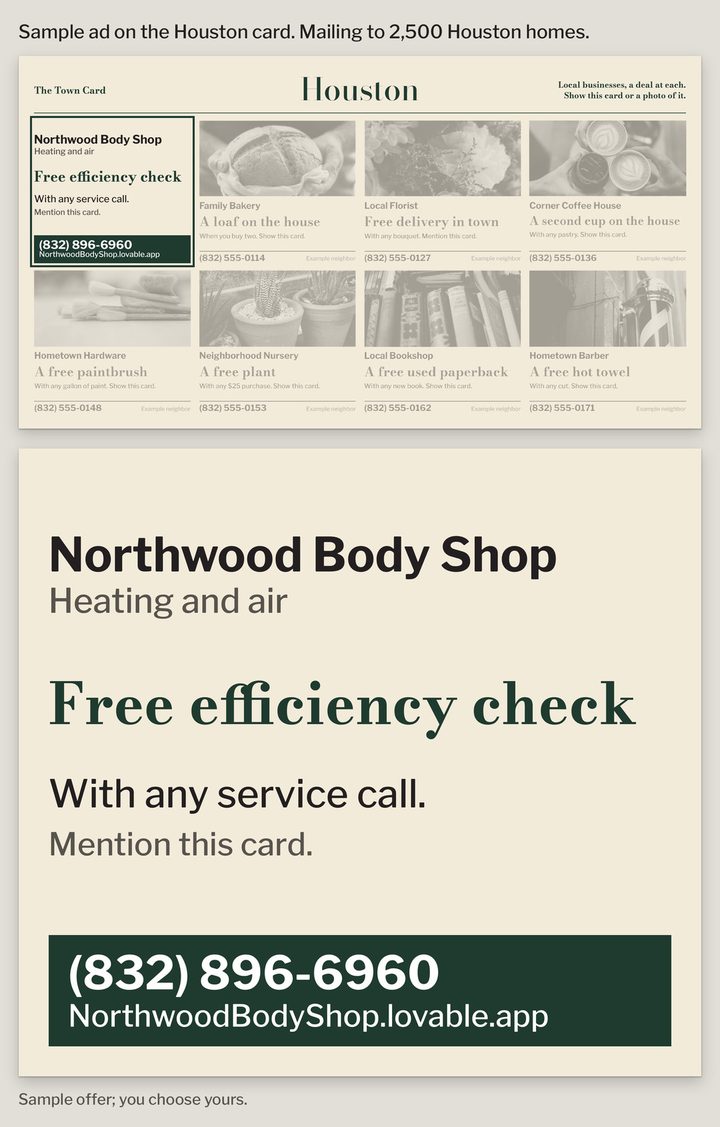 Sample ad on the Houston card. Mailing to 2,500 Houston homes.
The Town Card
Houston
Local businesses, a deal at each.
Show this card or a photo of it.
Northwood Body Shop
Heating and air
Free efficiency check
With any service call.
Mention this card.
(832) 896-6960
NorthwoodBodyShop.lovable.app
Family Bakery
A loaf on the house
When you buy two. Show this card.
(832) 555-0114
Example neighbor
Local Florist
Free delivery in town
With any bouquet. Mention this card.
(832) 555-0127
Example neighbor
Corner Coffee House
A second cup on the house
With any pastry. Show this card.
(832) 555-0136
Example neighbor
Hometown Hardware
A free paintbrush
With any gallon of paint. Show this card.
(832) 555-0148
Example neighbor
Neighborhood Nursery
A free plant
With any $25 purchase. Show this card.
(832) 555-0153
Example neighbor
Local Bookshop
A free used paperback
With any new book. Show this card.
(832) 555-0162
Example neighbor
Hometown Barber
A free hot towel
With any cut. Show this card.
(832) 555-0171
Example neighbor
Northwood Body Shop
Heating and air
Free efficiency check
With any service call.
Mention this card.
(832) 896-6960
NorthwoodBodyShop.lovable.app
Sample offer; you choose yours.